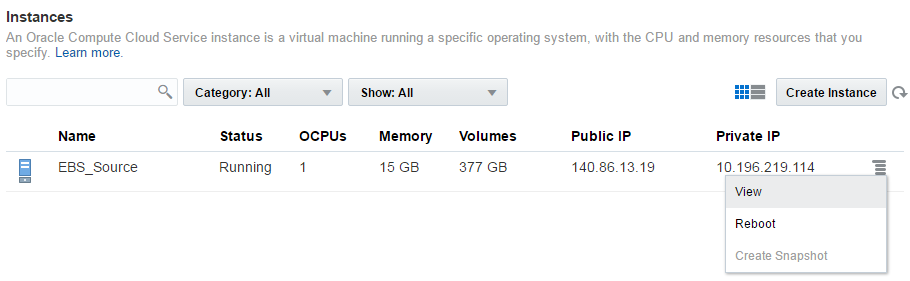 Instances
An Oracle Compute Cloud Service instance is a virtual machine running a specific operating system, with the CPU and memory resources that you
specify. Learn more.
Category: All Show: All Create Instance
Name Status OCPUs Memory Volumes Public IP Private IP
EBS_Source Running 1 15 GB 377 GB 140.86.13.19 10.196.219.114
View
Reboot
Create Snapshot